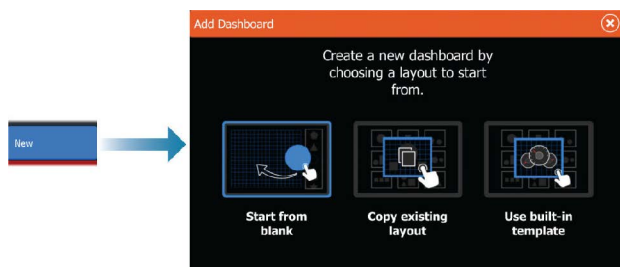 Add Dashboard
Create a new dashboard by
choosing a layout to start
from.
New
Start from
blank
Copy existing
layout
Use built-in
template